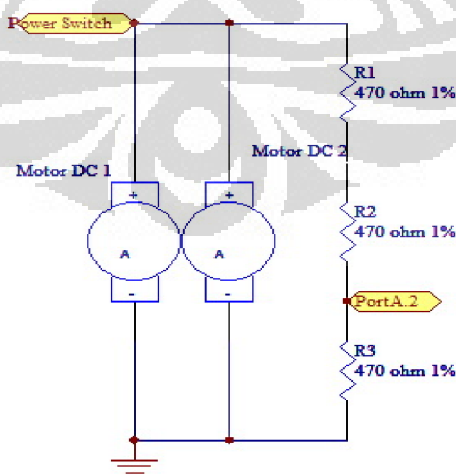 Power Switch
R1
470 ohm 1%
Motor DC 2
Motor DC 1
+
+
R2
470 ohm 1%
A
A
PortA.2
-
-
R3
470 ohm 1%